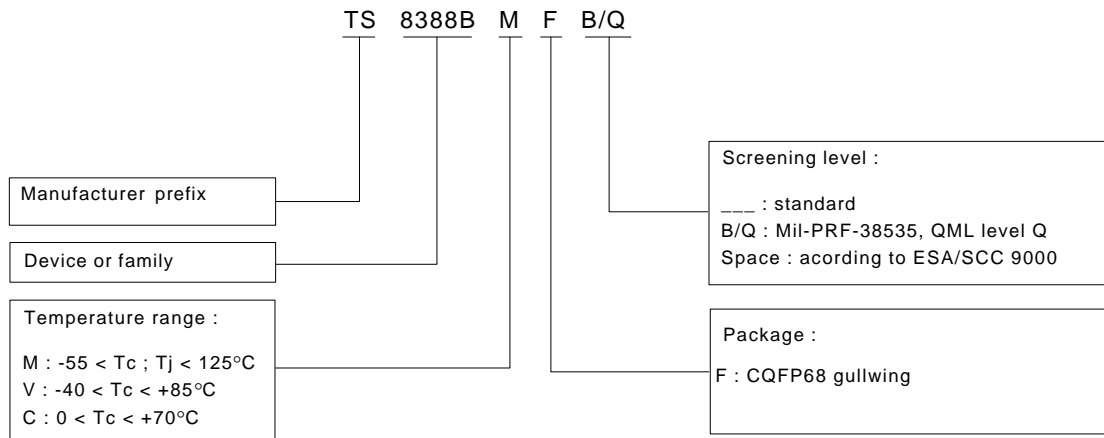 TS 8388B M F B/Q
Manufacturer prefix
Device or family
Temperature range :
M : -55 < Tc ; Tj < 125°C
V : -40 < Tc < +85°C
C : 0 < Tc < +70°C
Screening level :
___ : standard
B/Q : Mil-PRF-38535, QML level Q
Space : acording to ESA/SCC 9000
Package :
F : CQFP68 gullwing